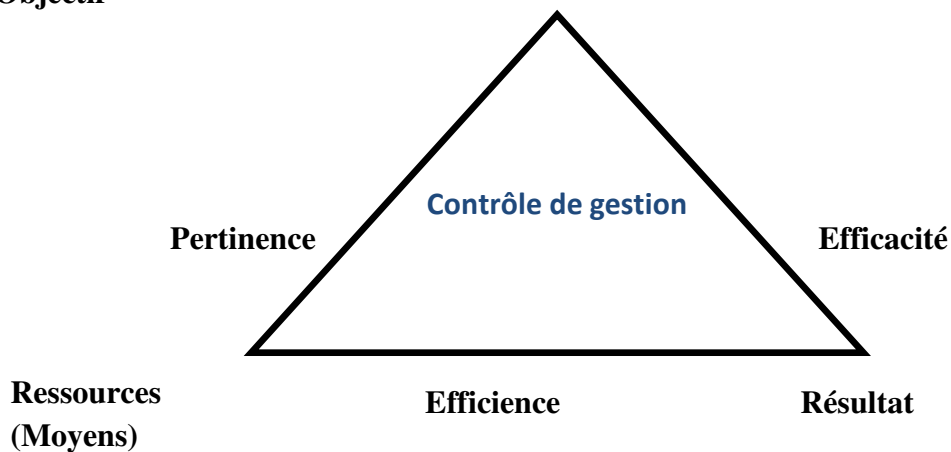 Objectif
Contrôle de gestion
Pertinence
Efficacité
Ressources
(Moyens)
Efficience
Résultat